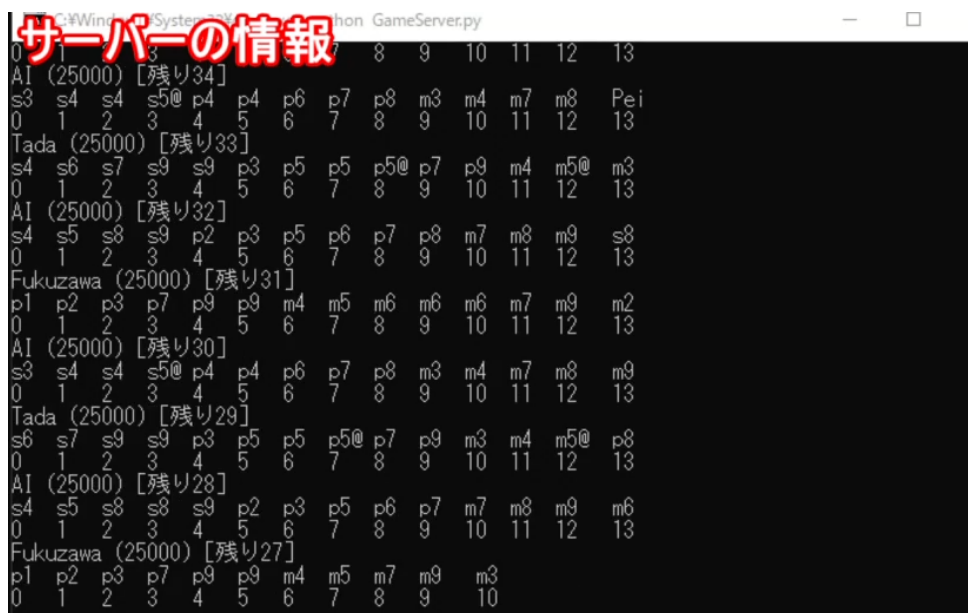 C:¥Wind ¥System32¥ thon GameServer.py
サーバーの情報
0 1 2 3 7 8 9 10 11 12 13
AI (25000) [残り34]
s3 s4 s4 s5@ p4 p4 p6 p7 p8 m3 m4 m7 m8 Pei
0 1 2 3 4 5 6 7 8 9 10 11 12 13
Tada (25000) [残り33]
s4 s6 s7 s9 s9 p3 p5 p5 p5@ p7 p9 m4 m5@ m3
0 1 2 3 4 5 6 7 8 9 10 11 12 13
AI (25000) [残り32]
s4 s5 s8 s9 p2 p3 p5 p6 p7 p8 m7 m8 m9 s8
0 1 2 3 4 5 6 7 8 9 10 11 12 13
Fukuzawa (25000) [残り31]
p1 p2 p3 p7 p9 p9 m4 m5 m6 m6 m6 m7 m9 m2
0 1 2 3 4 5 6 7 8 9 10 11 12 13
AI (25000) [残り30]
s3 s4 s4 s5@ p4 p4 p6 p7 p8 m3 m4 m7 m8 m9
0 1 2 3 4 5 6 7 8 9 10 11 12 13
Tada (25000) [残り29]
s6 s7 s9 s9 p3 p5 p5 p5@ p7 p9 m3 m4 m5@ p8
0 1 2 3 4 5 6 7 8 9 10 11 12 13
AI (25000) [残り28]
s4 s5 s8 s8 s9 p2 p3 p5 p6 p7 m7 m8 m9 m6
0 1 2 3 4 5 6 7 8 9 10 11 12 13
Fukuzawa (25000) [残り27]
p1 p2 p3 p7 p9 p9 m4 m5 m7 m9 m3
0 1 2 3 4 5 6 7 8 9 10